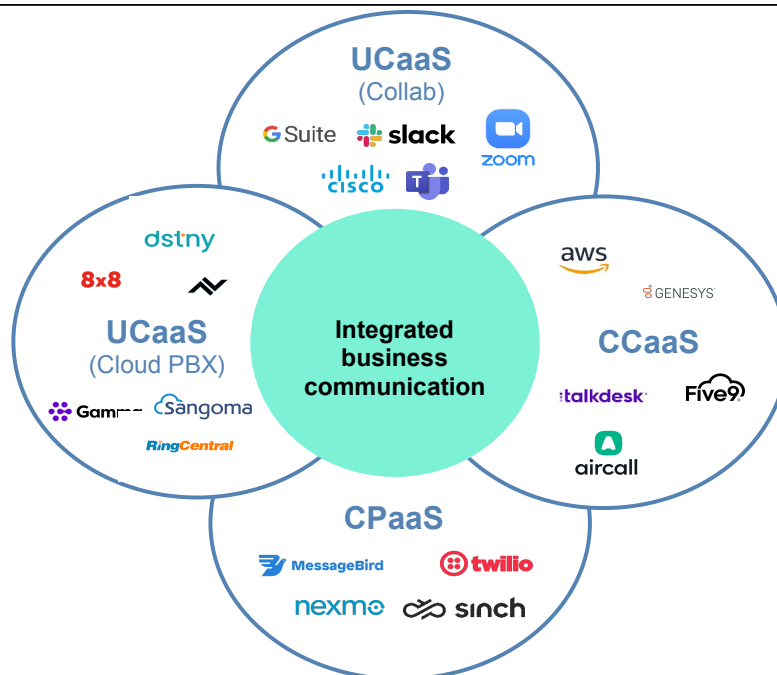 UCaaS
(Collab)
G Suite slack
zoom
cisco T
dstny
8x8
UCaaS
(Cloud PBX)
Gamma Sangoma
RingCentral
Integrated
business
communication
aws
GENESYS
CCaaS
talkdesk Five9
aircall
CPaaS
MessageBird twilio
nexmo sinch